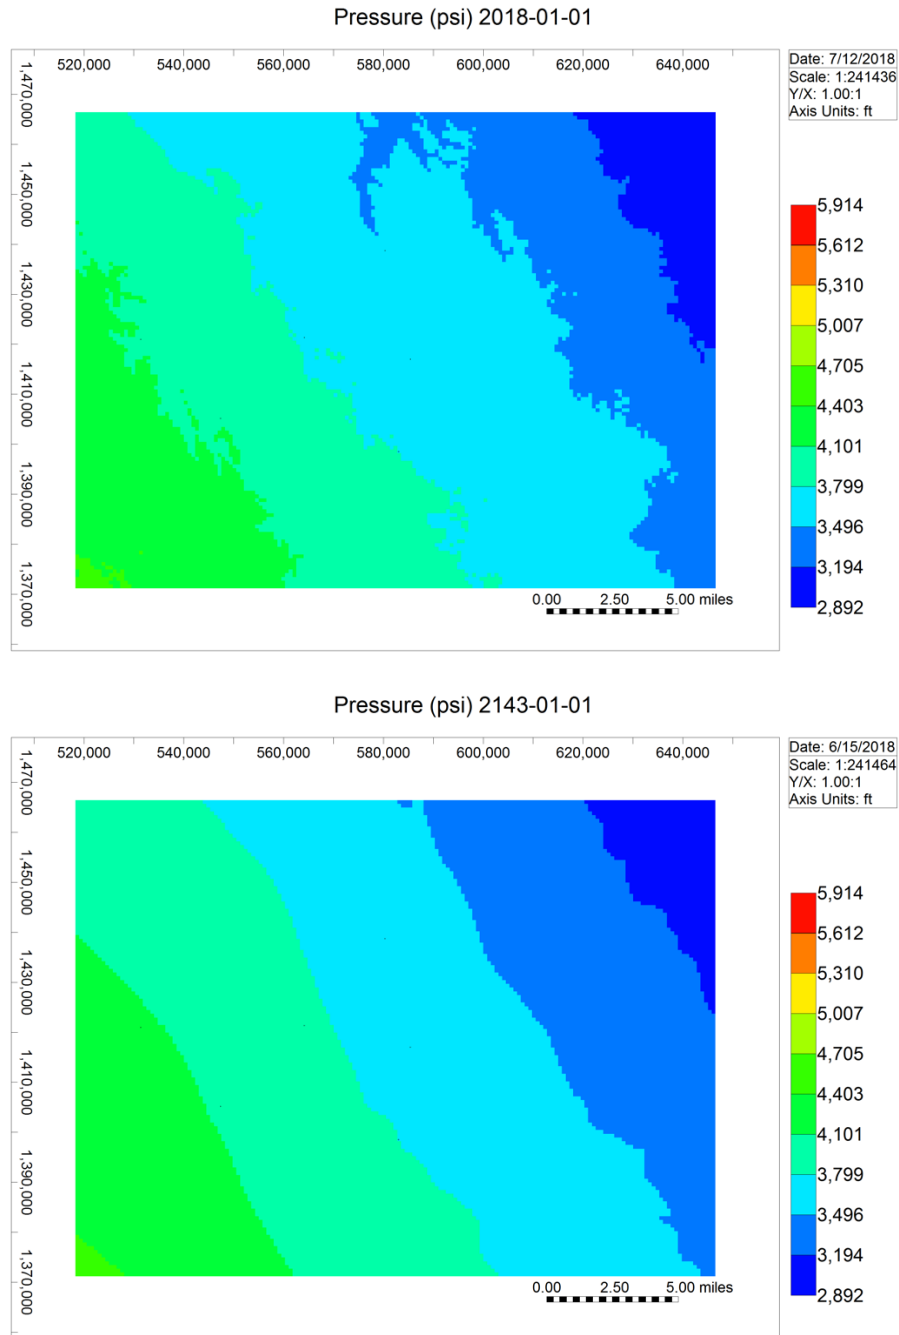 Pressure (psi) 2018-01-01
520,000 540,000 560,000 580,000 600,000 620,000 640,000
Date: 7/12/2018
Scale: 1:241436
Y/X: 1.00:1
Axis Units: ft
1,470,000
1,450,000
1,430,000
1,410,000
1,390,000
1,370,000
5,914
5,612
5,310
5,007
4,705
4,403
4,101
3,799
3,496
3,194
2,892
0.00 2.50 5.00 miles
Pressure (psi) 2143-01-01
520,000 540,000 560,000 580,000 600,000 620,000 640,000
Date: 6/15/2018
Scale: 1:241464
Y/X: 1.00:1
Axis Units: ft
1,470,000
1,450,000
1,430,000
1,410,000
1,390,000
1,370,000
5,914
5,612
5,310
5,007
4,705
4,403
4,101
3,799
3,496
3,194
2,892
0.00 2.50 5.00 miles